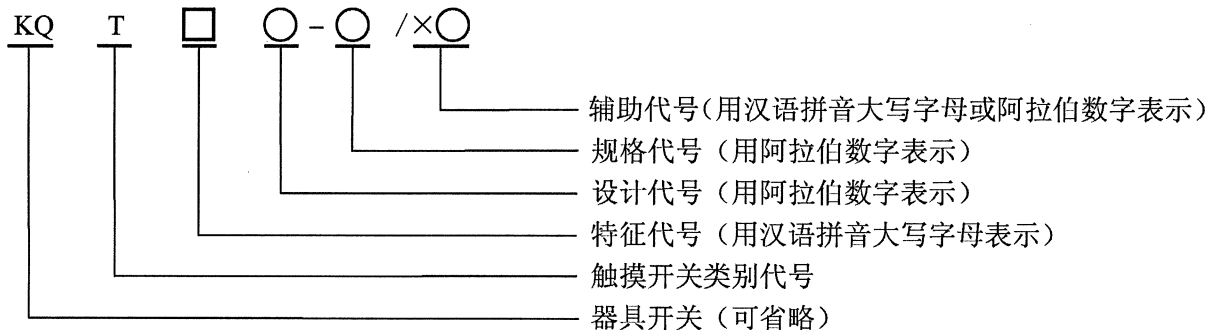 KQ T □ ○-○ /×○
辅助代号(用汉语拼音大写字母或阿拉伯数字表示)
规格代号（用阿拉伯数字表示）
设计代号（用阿拉伯数字表示）
特征代号（用汉语拼音大写字母表示）
触摸开关类别代号
器具开关（可省略）